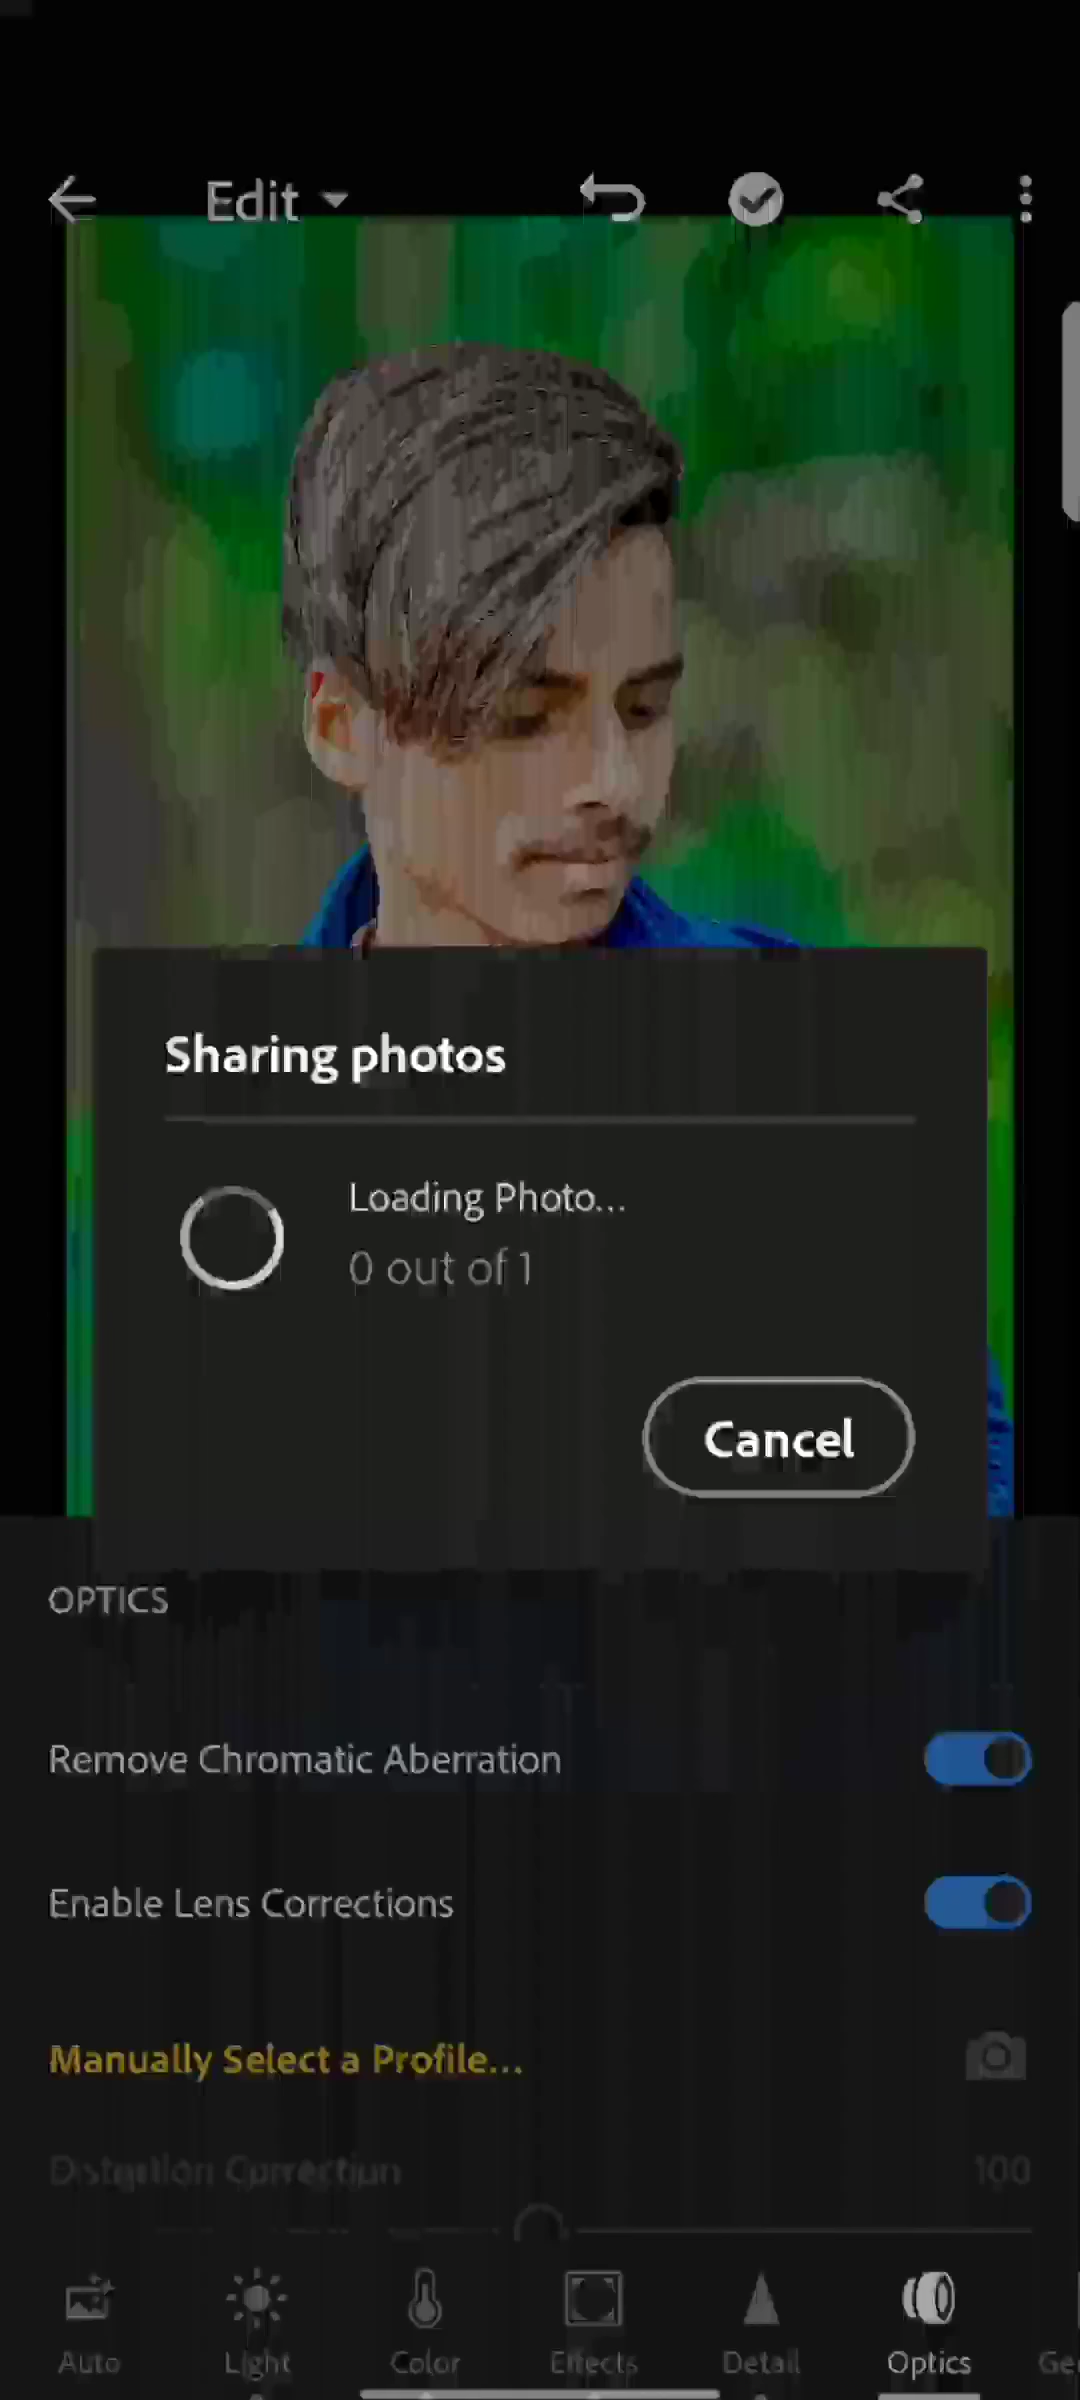 Edit
Sharing photos
Loading Photo...
0 out of 1
Cancel
OPTICS
Remove Chromatic Aberration
Enable Lens Corrections
Manually Select a Profile...
Distortion Correction 100
Auto Light Color Effects Detail Optics